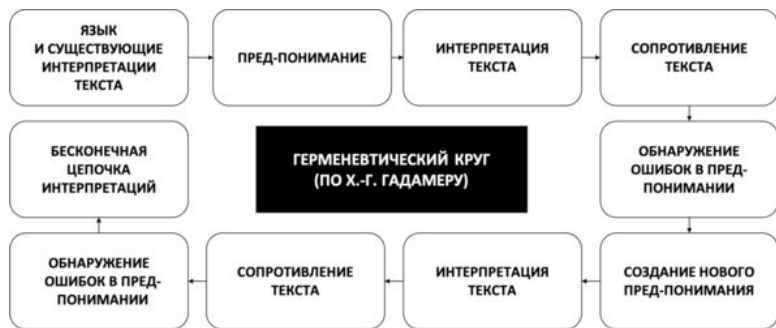 ЯЗЫК
И СУЩЕСТВУЮЩИЕ
ИНТЕРПРЕТАЦИИ
ТЕКСТА
ПРЕД-ПОНИМАНИЕ
ИНТЕРПРЕТАЦИЯ
ТЕКСТА
СОПРОТИВЛЕНИЕ
ТЕКСТА
ОБНАРУЖЕНИЕ
ОШИБОК В ПРЕД-
ПОНИМАНИИ
СОЗДАНИЕ НОВОГО
ПРЕД-ПОНИМАНИЯ
ИНТЕРПРЕТАЦИЯ
ТЕКСТА
СОПРОТИВЛЕНИЕ
ТЕКСТА
ОБНАРУЖЕНИЕ
ОШИБОК В ПРЕД-
ПОНИМАНИИ
БЕСКОНЕЧНАЯ
ЦЕПОЧКА
ИНТЕРПРЕТАЦИЙ
ГЕРМЕНЕВТИЧЕСКИЙ КРУГ
(ПО Х.-Г. ГАДАМЕРУ)